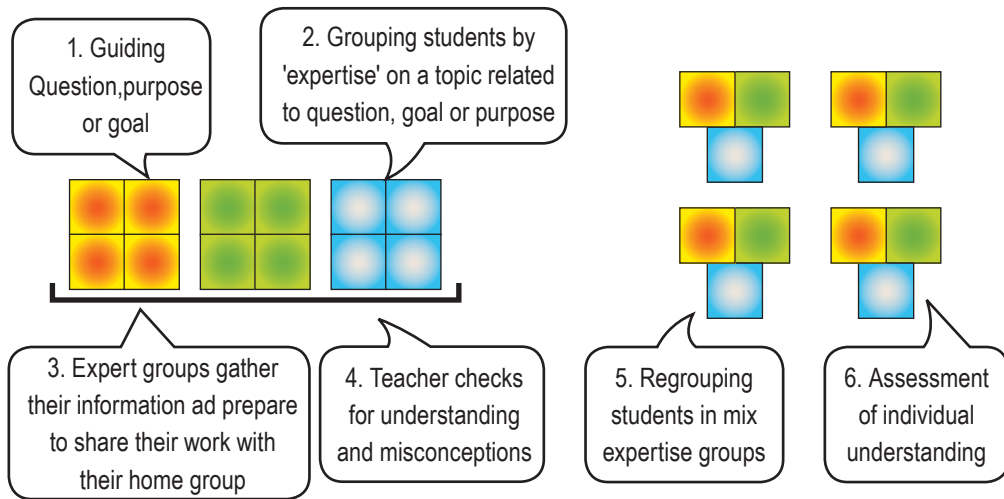 1. Guiding
Question,purpose
or goal
2. Grouping students by
'expertise' on a topic related
to question, goal or purpose
3. Expert groups gather
their information ad prepare
to share their work with
their home group
4. Teacher checks
for understanding
and misconceptions
5. Regrouping
students in mix
expertise groups
6. Assessment
of individual
understanding